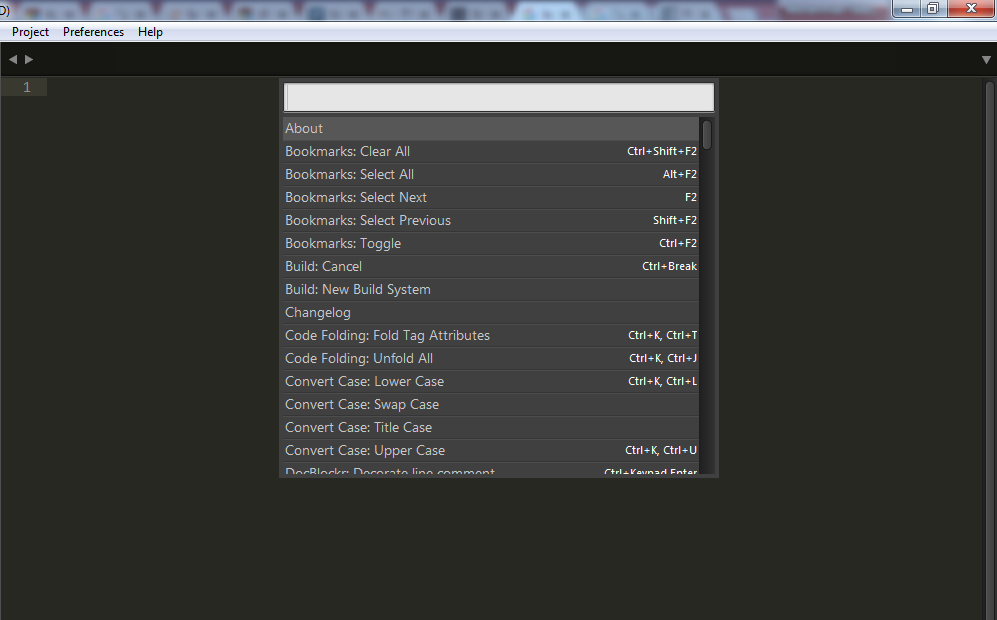 D)
Project Preferences Help
1
About
Bookmarks: Clear All Ctrl+Shift+F2
Bookmarks: Select All Alt+F2
Bookmarks: Select Next F2
Bookmarks: Select Previous Shift+F2
Bookmarks: Toggle Ctrl+F2
Build: Cancel Ctrl+Break
Build: New Build System
Changelog
Code Folding: Fold Tag Attributes Ctrl+K, Ctrl+T
Code Folding: Unfold All Ctrl+K, Ctrl+J
Convert Case: Lower Case Ctrl+K, Ctrl+L
Convert Case: Swap Case
Convert Case: Title Case
Convert Case: Upper Case Ctrl+K, Ctrl+U
DocBlockr: Decorate line comment Ctrl+Keypad Enter